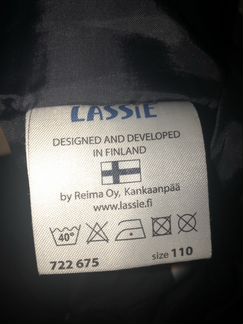 LASSIE
DESIGNED AND DEVELOPED
IN FINLAND
by Reima Oy, Kankaanpää
www.lassie.fi
40°
722 675 size 110